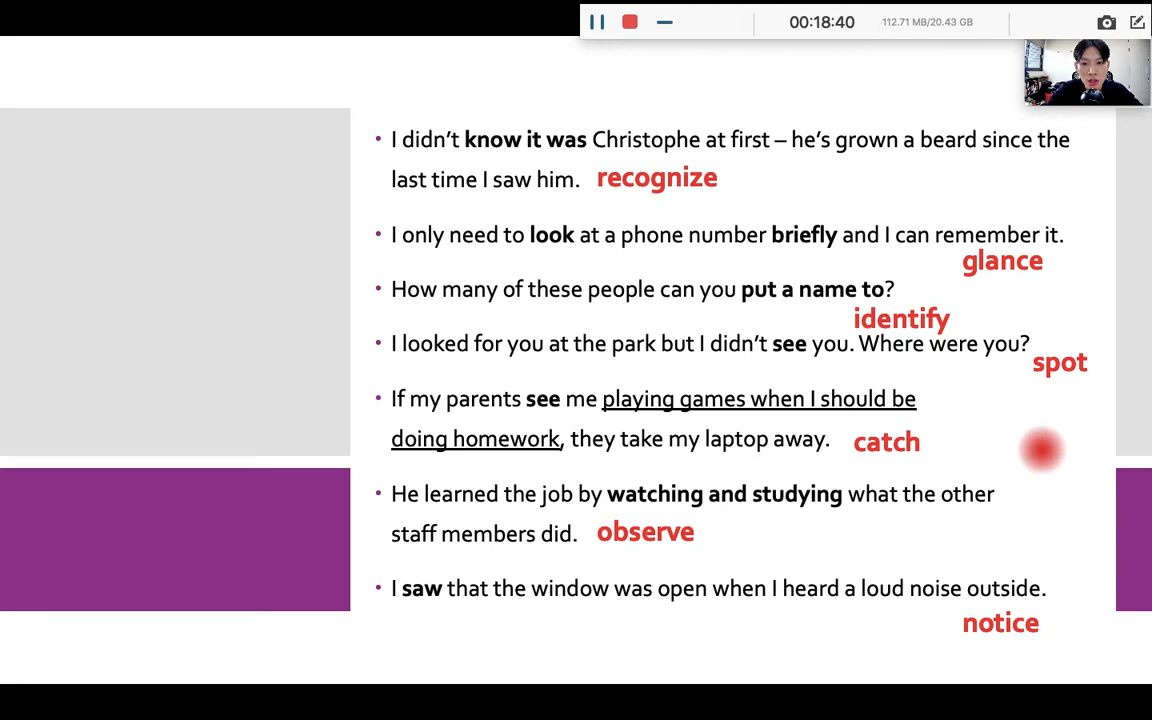 00:18:40
112.71 MB/20.43 GB
• I didn't know it was Christophe at first – he's grown a beard since the
last time I saw him. recognize
• I only need to look at a phone number briefly and I can remember it.
glance
• How many of these people can you put a name to?
identify
• I looked for you at the park but I didn't see you. Where were you?
spot
• If my parents see me playing games when I should be
doing homework, they take my laptop away. catch
• He learned the job by watching and studying what the other
staff members did. observe
• I saw that the window was open when I heard a loud noise outside.
notice